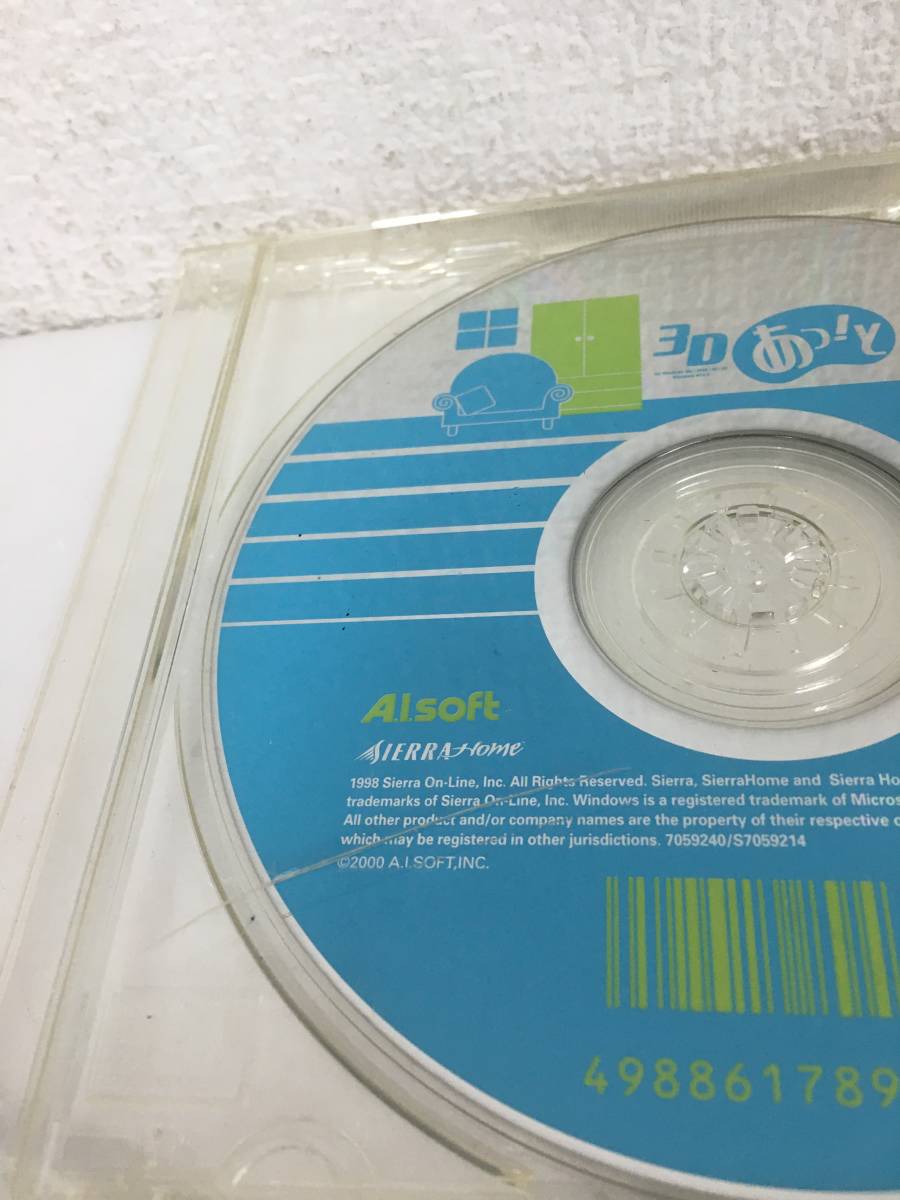 3D あっ!と
A.I.soft
SIERRA Home
1998 Sierra On-Line, Inc. All Rights Reserved. Sierra, SierraHome and Sierra Ho
trademarks of Sierra On-Line, Inc. Windows is a registered trademark of Micros
All other product and/or company names are the property of their respective
which may be registered in other jurisdictions. 7059240/S7059214
©2000 A.I.SOFT,INC.
498861789